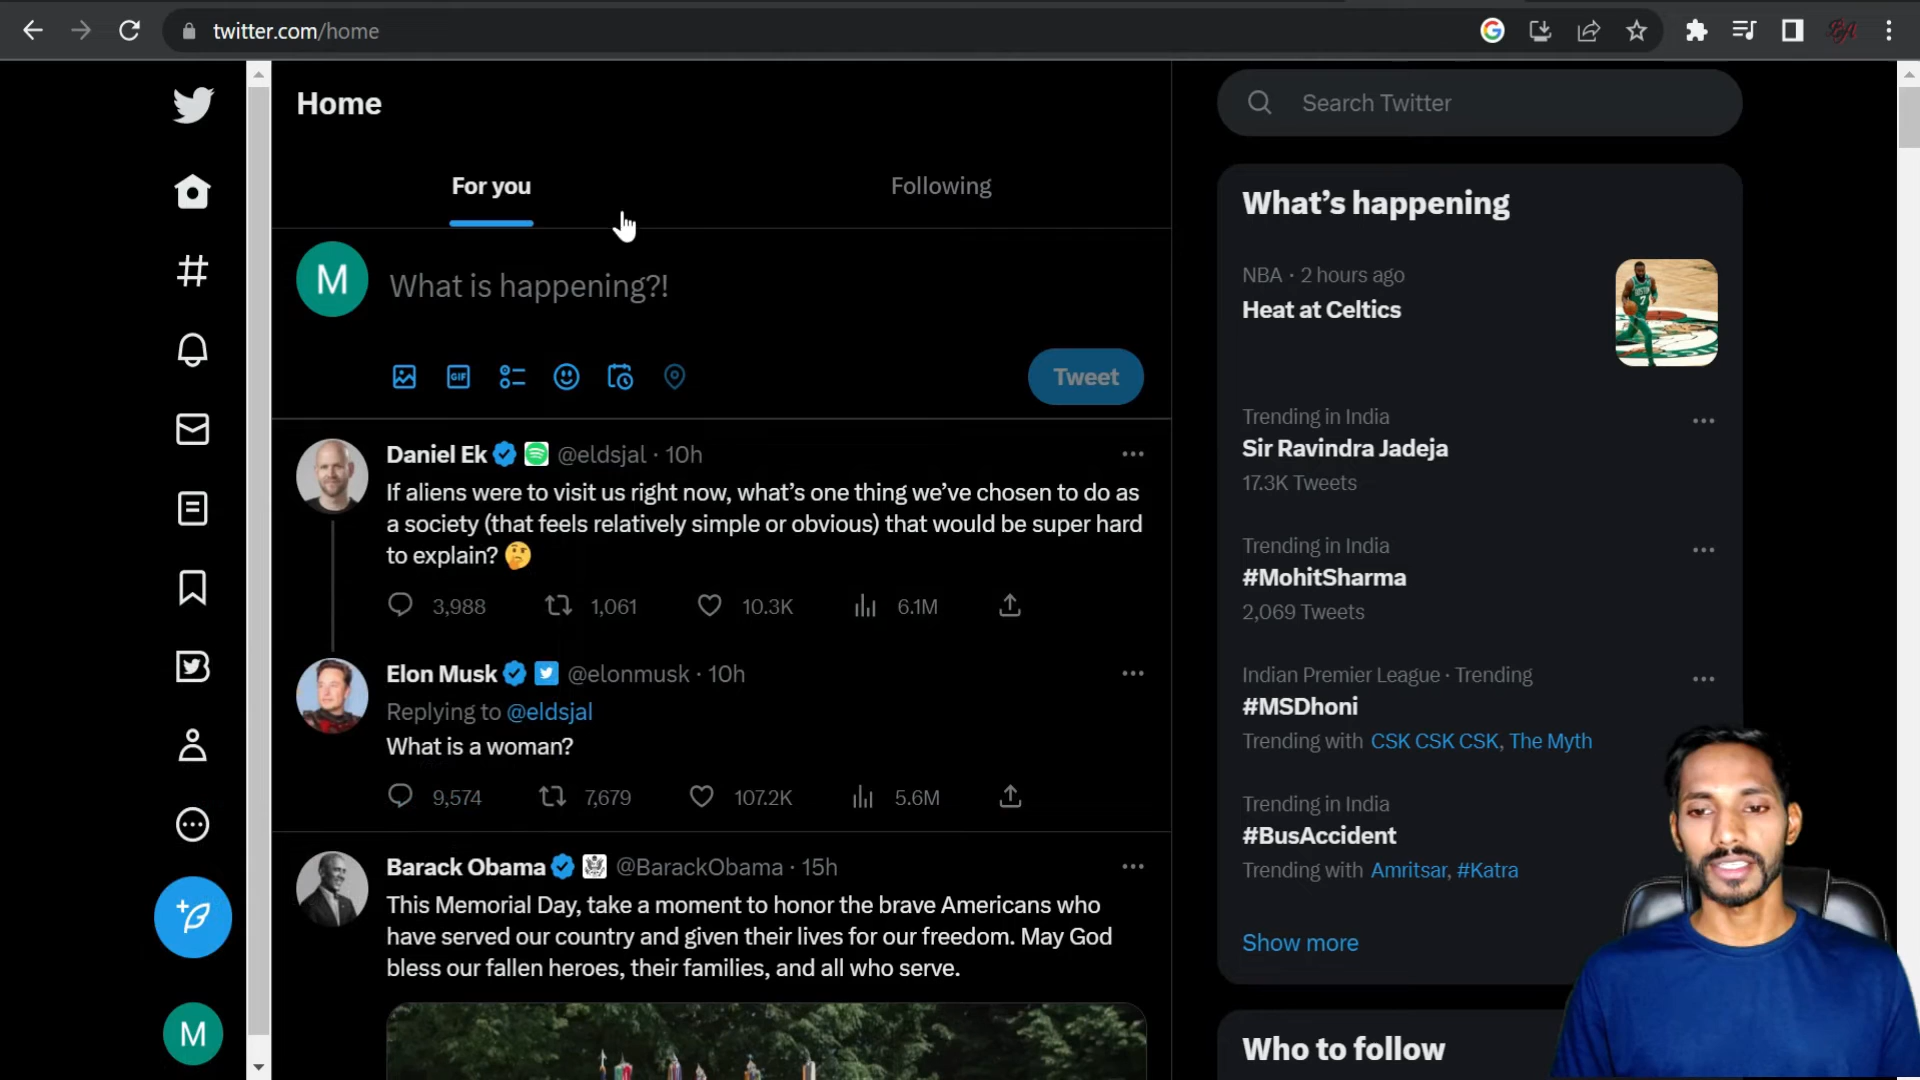 twitter.com/home
Home
For you
Following
M
What is happening?!
GIF
Tweet
Daniel Ek @eldsjal · 10h
If aliens were to visit us right now, what's one thing we've chosen to do as
a society (that feels relatively simple or obvious) that would be super hard
to explain? 🤔
3,988 1,061 10.3K 6.1M
Elon Musk @elonmusk · 10h
Replying to @eldsjal
What is a woman?
9,574 7,679 107.2K 5.6M
Barack Obama @BarackObama · 15h
This Memorial Day, take a moment to honor the brave Americans who
have served our country and given their lives for our freedom. May God
bless our fallen heroes, their families, and all who serve.
M
Search Twitter
What's happening
NBA · 2 hours ago
Heat at Celtics
Trending in India
Sir Ravindra Jadeja
17.3K Tweets
Trending in India
#MohitSharma
2,069 Tweets
Indian Premier League · Trending
#MSDhoni
Trending with CSK CSK CSK, The Myth
Trending in India
#BusAccident
Trending with Amritsar, #Katra
Show more
Who to follow